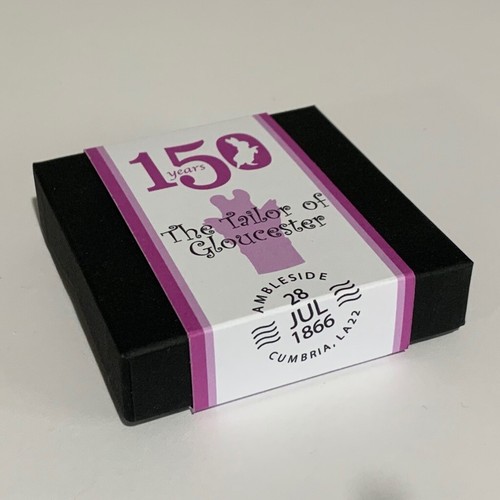 150
years
The Tailor of
Gloucester
AMBLESIDE
28
JUL
1866
CUMBRIA, LA22